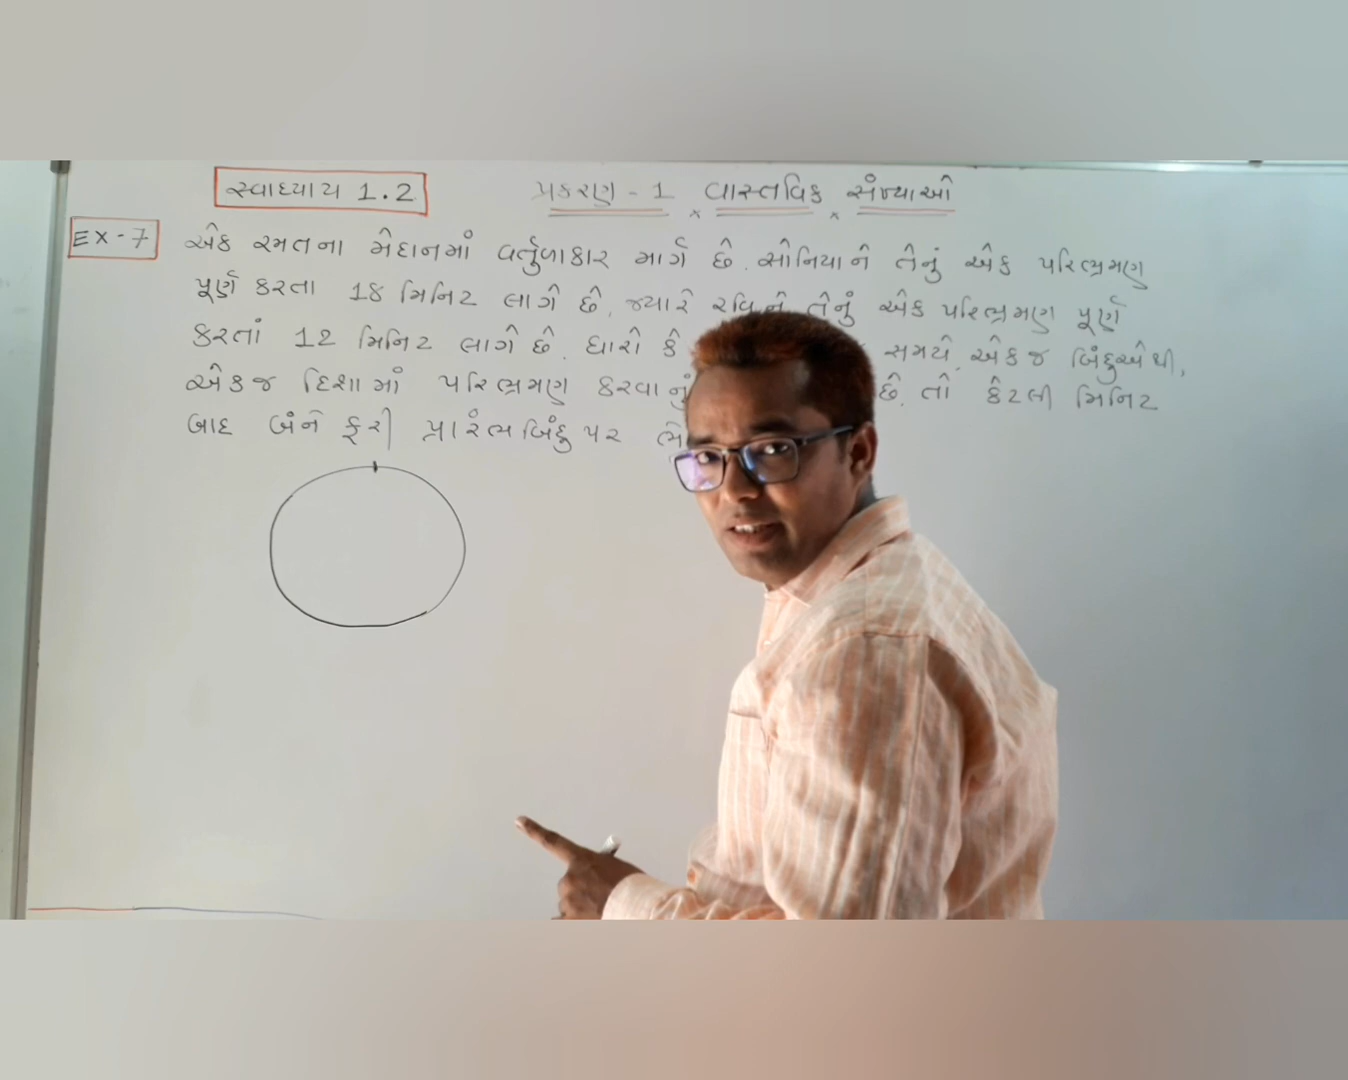 સ્વાધ્યાય 1.2
પ્રકરણ - 1 વાસ્તવિક સંખ્યાઓ
Ex - 7
એક રમતના મેદાનમાં વર્તુળાકાર માર્ગ છે. સોનિયાને તેનું એક પરિભ્રમણ
પૂર્ણ કરતા 18 મિનિટ લાગે છે. જ્યારે રવિને તેનું એક પરિભ્રમણ પૂર્ણ
કરતાં 12 મિનિટ લાગે છે. ધારો કે સમયે, એક જ બિંદુએથી,
એક જ દિશામાં પરિભ્રમણ કરવાનું છે. તો કેટલી મિનિટ
બાદ બંને ફરી પ્રારંભ બિંદુ પર